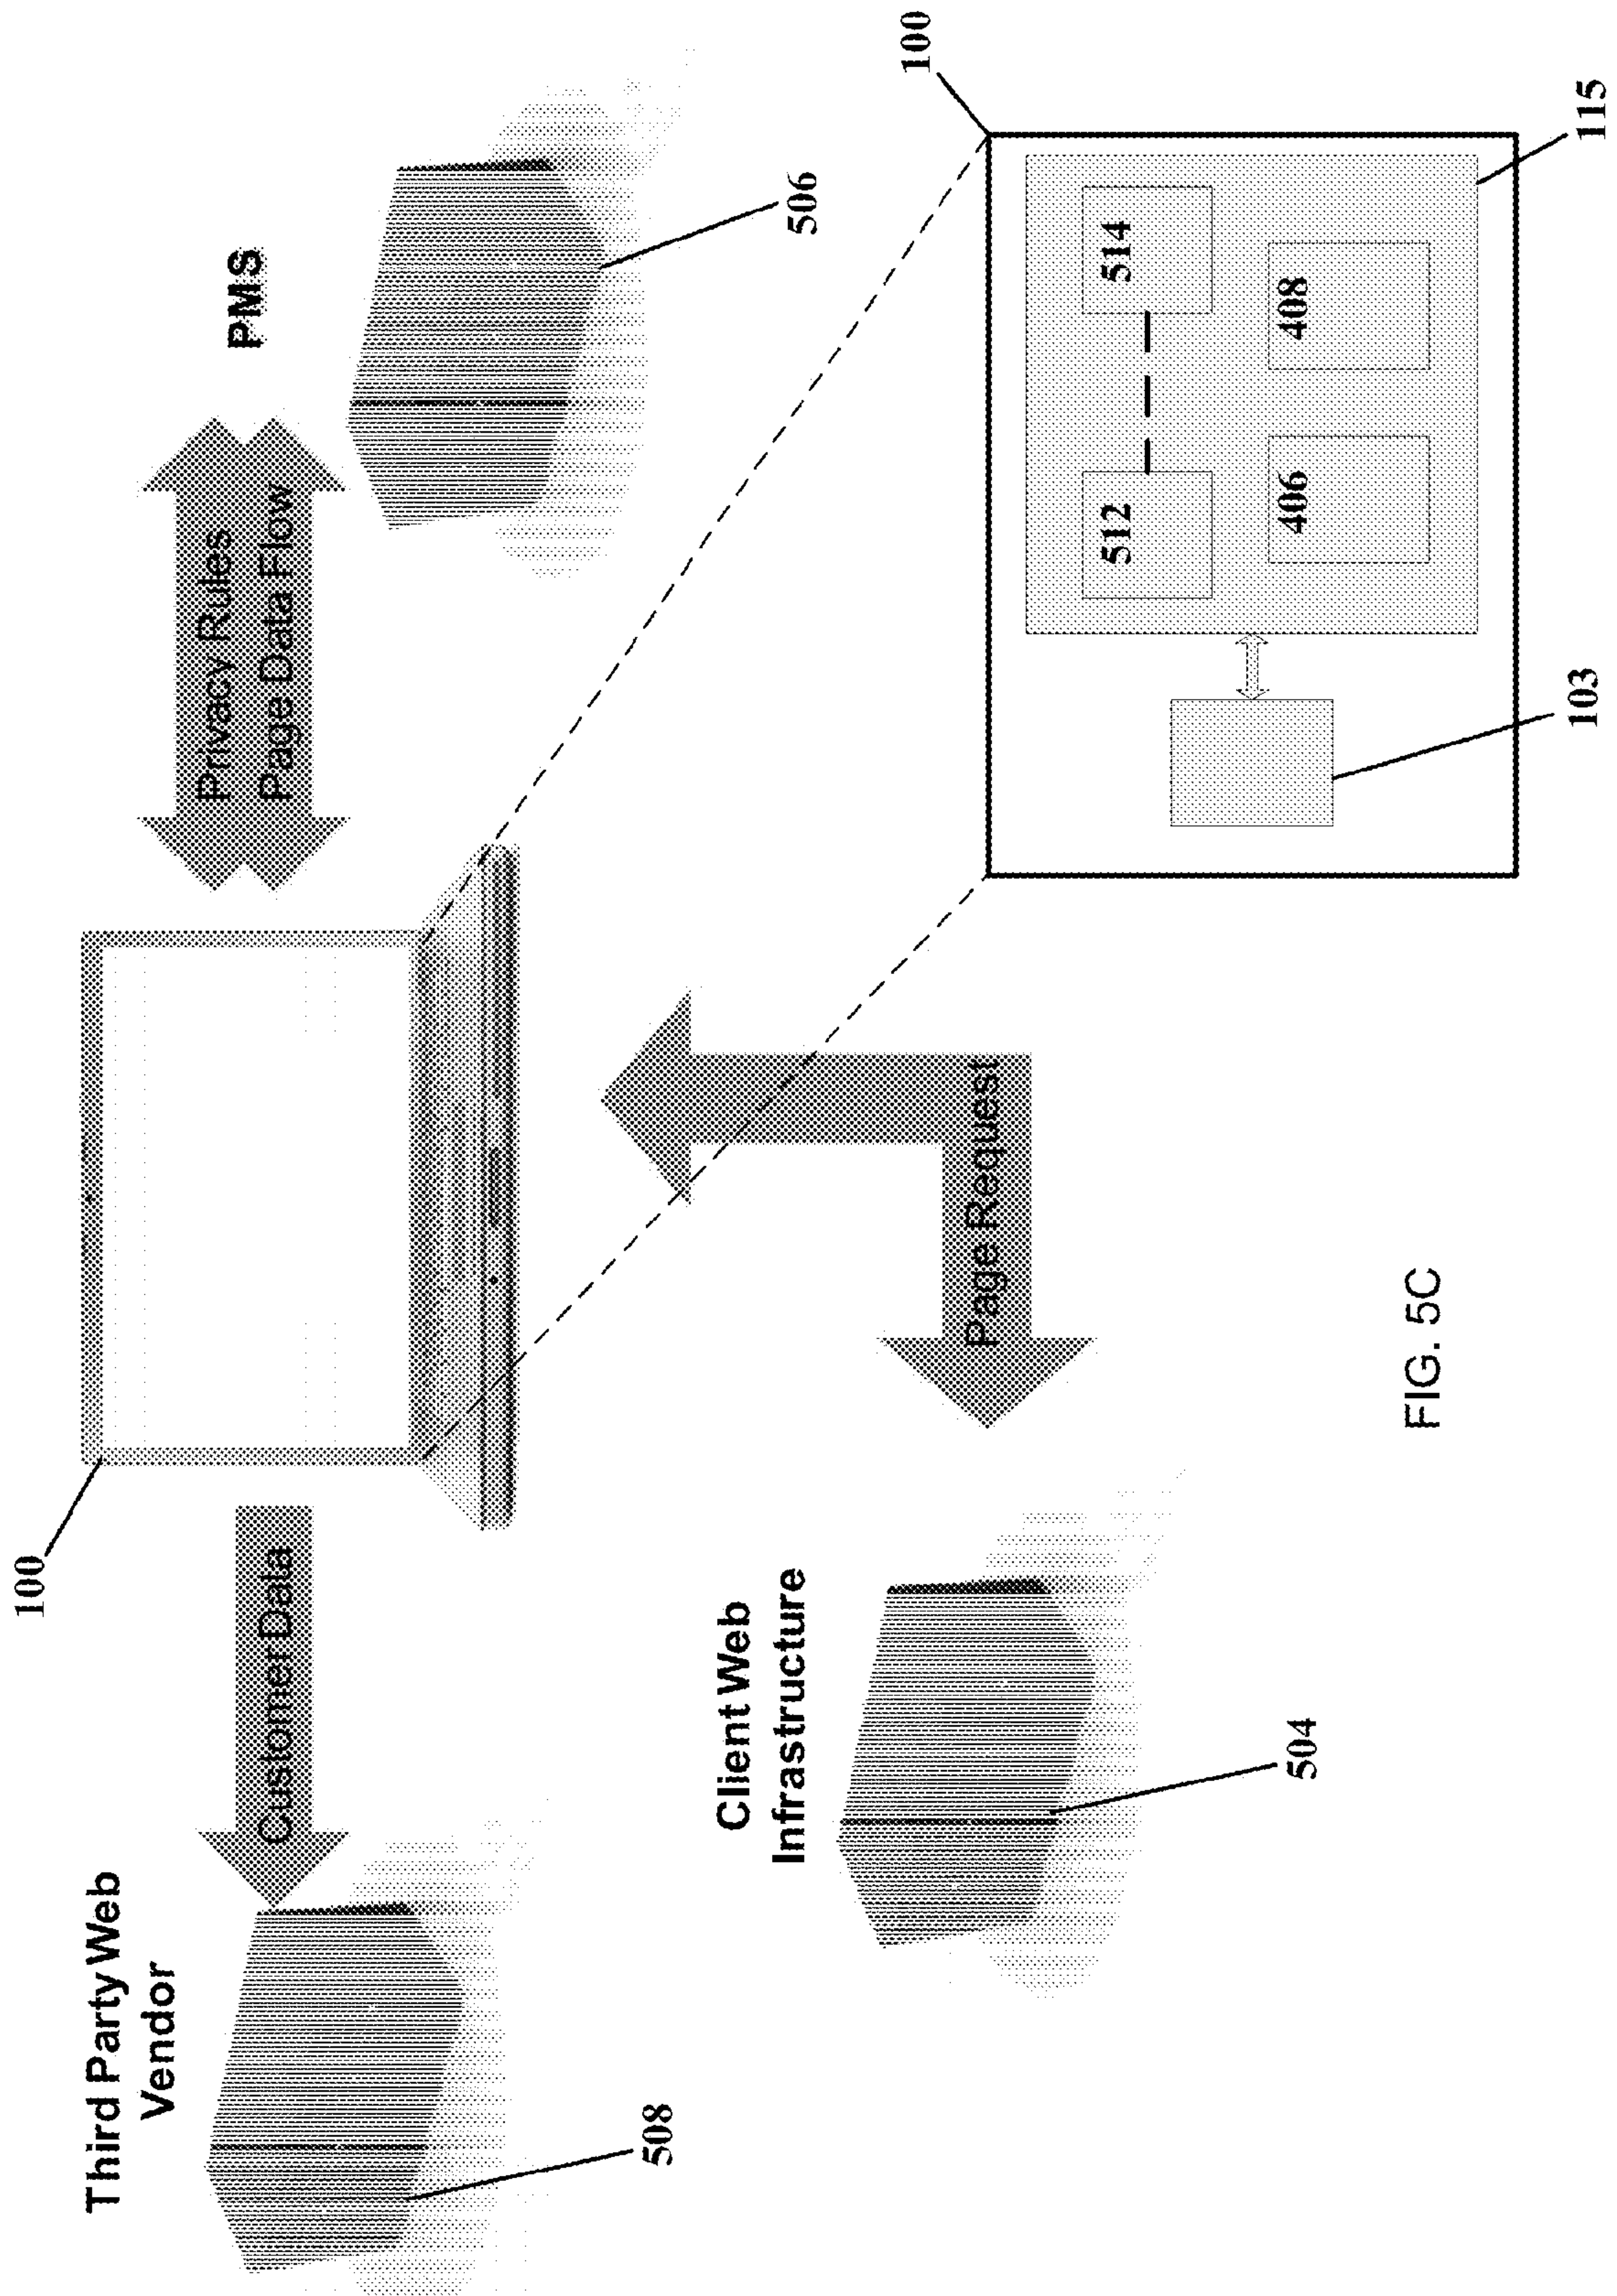 Third Party Web
Vendor
508
Customer Data
100
Privacy Rules
Page Data Flow
PMS
506
Client Web
Infrastructure
504
Page Request
100
512
514
406
408
103
115
FIG. 5C